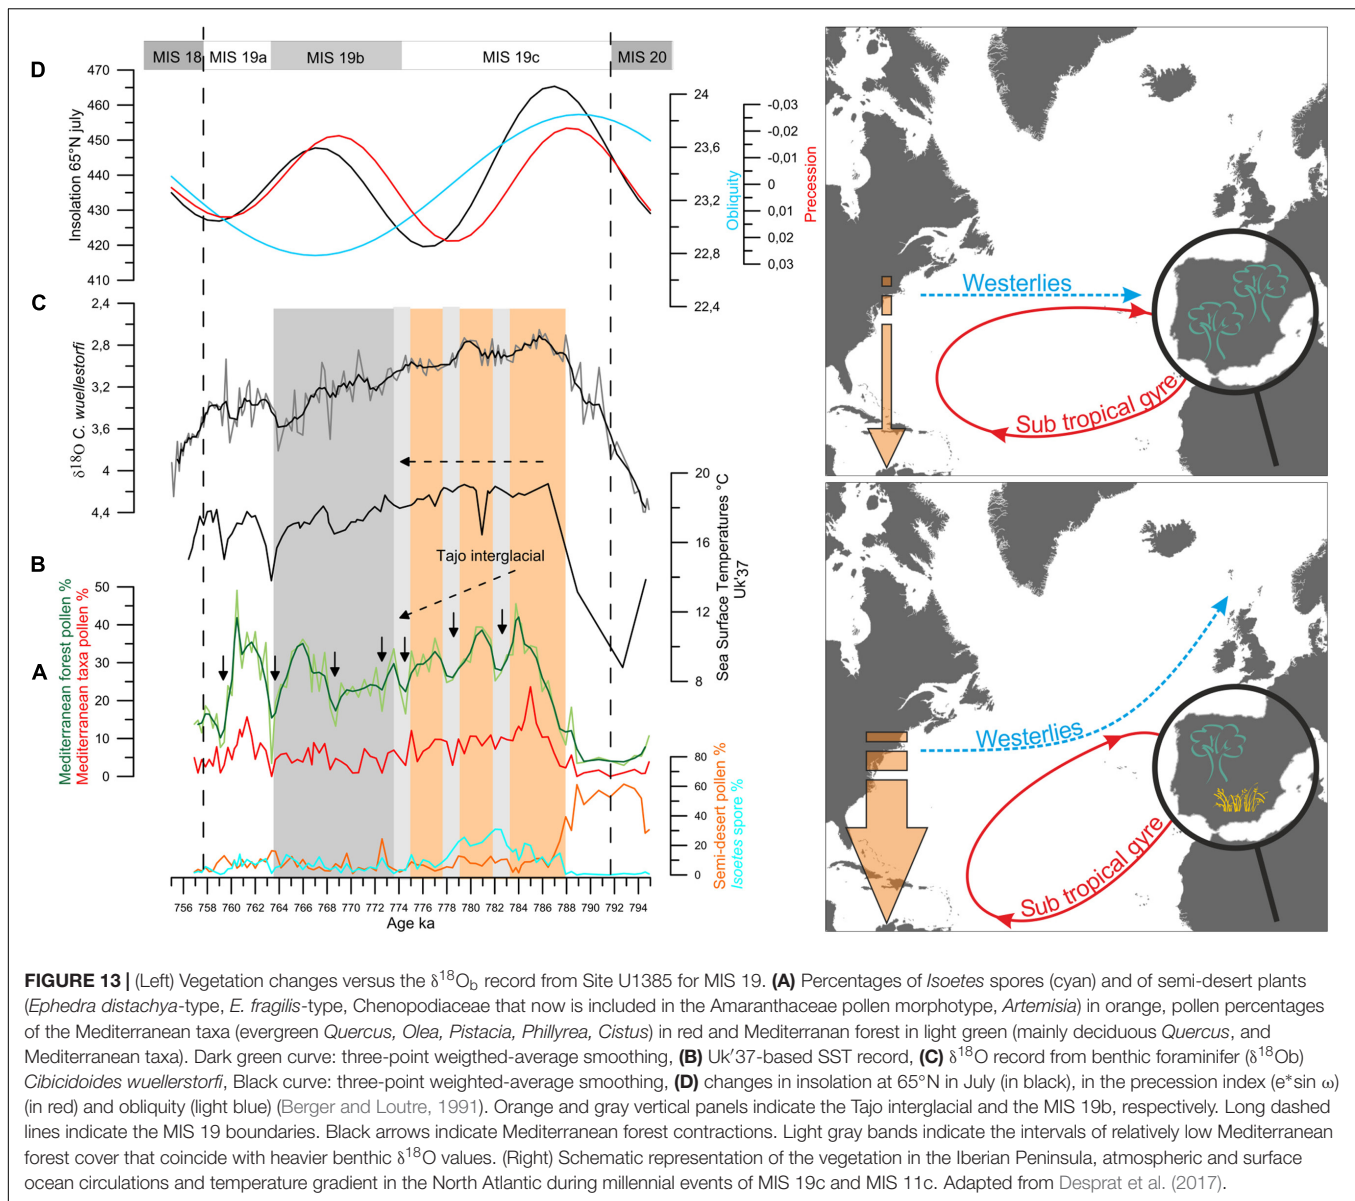 MIS 18
MIS 19a
MIS 19b
MIS 19c
MIS 20
D
470
460
450
440
430
420
410
Insolation 65°N july
24
23,6
23,2
22,8
22,4
Obliquity
-0,03
-0,02
-0,01
0
0,01
0,02
0,03
Precession
C
2,4
2,8
3,2
3,6
4
4,4
δ18O C. wuellestorfi
20
16
12
8
Sea Surface Temperatures °C
Uk'37
Tajo interglacial
B
50
40
30
20
10
0
Mediterranean forest pollen %
Mediterranean taxa pollen %
A
80
60
40
20
0
Semi-desert pollen %
Isoetes spore %
756 758 760 762 764 766 768 770 772 774 776 778 780 782 784 786 788 790 792 794
Age ka
Westerlies
Sub tropical gyre
Westerlies
Sub tropical gyre
FIGURE 13 | (Left) Vegetation changes versus the δ18Ob record from Site U1385 for MIS 19. (A) Percentages of Isoetes spores (cyan) and of semi-desert plants
(Ephedra distachya-type, E. fragilis-type, Chenopodiaceae that now is included in the Amaranthaceae pollen morphotype, Artemisia) in orange, pollen percentages
of the Mediterranean taxa (evergreen Quercus, Olea, Pistacia, Phillyrea, Cistus) in red and Mediterranan forest in light green (mainly deciduous Quercus, and
Mediterranean taxa). Dark green curve: three-point weigthed-average smoothing, (B) Uk′37-based SST record, (C) δ18O record from benthic foraminifer (δ18Ob)
Cibicidoides wuellerstorfi, Black curve: three-point weighted-average smoothing, (D) changes in insolation at 65°N in July (in black), in the precession index (e*sin ω)
(in red) and obliquity (light blue) (Berger and Loutre, 1991). Orange and gray vertical panels indicate the Tajo interglacial and the MIS 19b, respectively. Long dashed
lines indicate the MIS 19 boundaries. Black arrows indicate Mediterranean forest contractions. Light gray bands indicate the intervals of relatively low Mediterranean
forest cover that coincide with heavier benthic δ18O values. (Right) Schematic representation of the vegetation in the Iberian Peninsula, atmospheric and surface
ocean circulations and temperature gradient in the North Atlantic during millennial events of MIS 19c and MIS 11c. Adapted from Desprat et al. (2017).